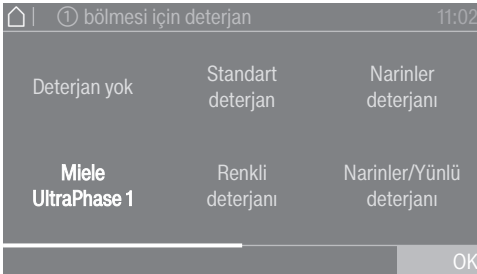 ① bölmesi için deterjan 11:02
Deterjan yok
Standart
deterjan
Narinler
deterjanı
Miele
UltraPhase 1
Renkli
deterjanı
Narinler/Yünlü
deterjanı
OK